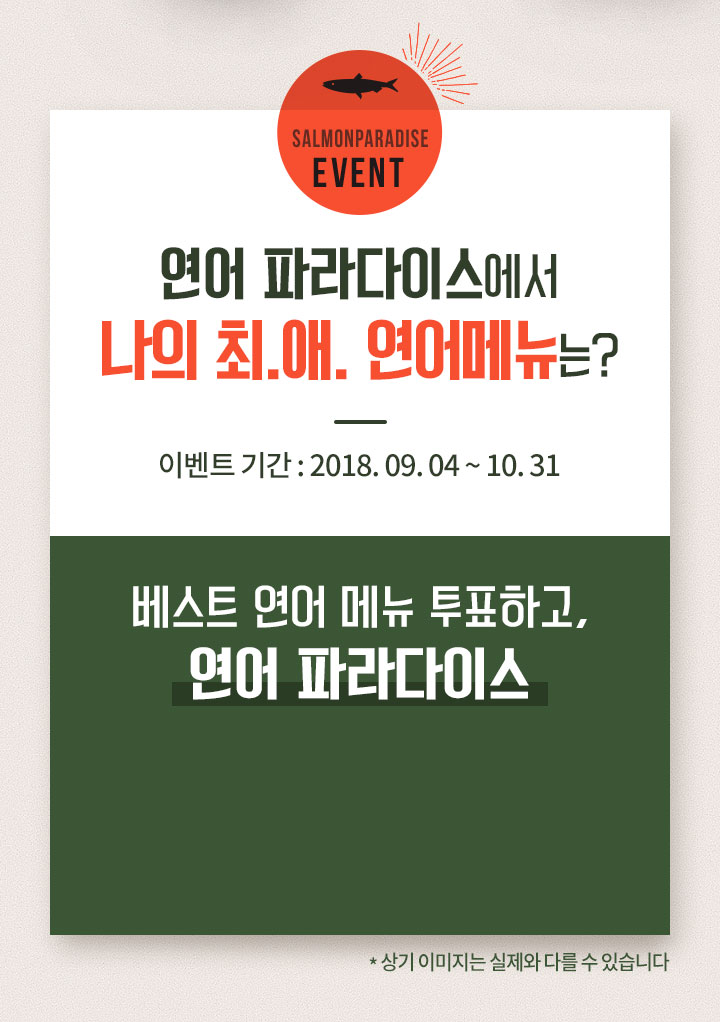 SALMONPARADISE
EVENT
연어 파라다이스에서
나의 최.애. 연어메뉴는?
이벤트 기간 : 2018. 09. 04 ~ 10. 31
베스트 연어 메뉴 투표하고,
연어 파라다이스
* 상기 이미지는 실제와 다를 수 있습니다